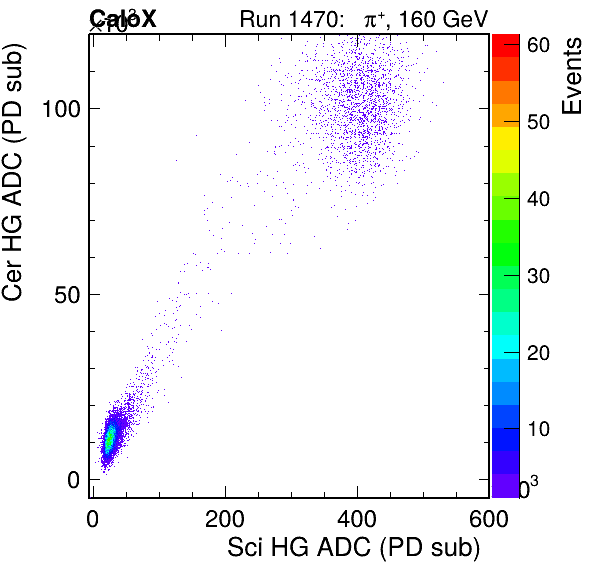 CaloX
×10³
Run 1470: π⁺, 160 GeV
Cer HG ADC (PD sub)
100
50
0
0 200 400 600
Sci HG ADC (PD sub)
60
50
40
30
20
10
Events